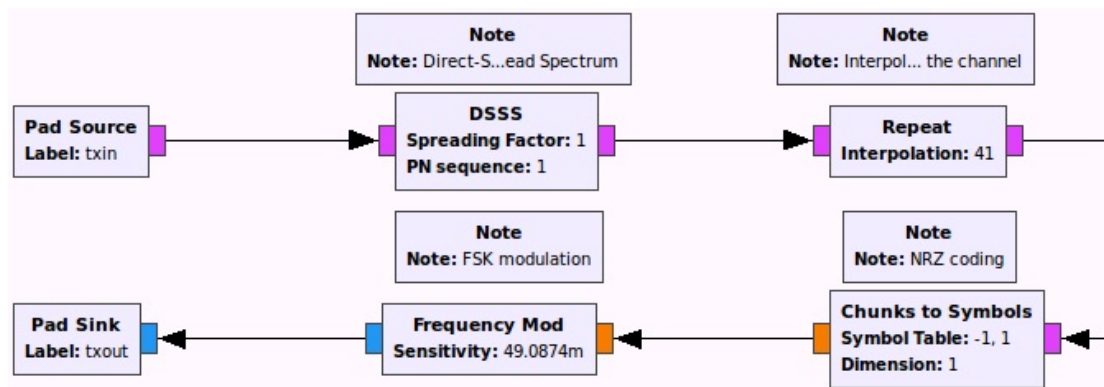 Note
Note: Direct-S...ead Spectrum
Note
Note: Interpol... the channel
Pad Source
Label: txin
DSSS
Spreading Factor: 1
PN sequence: 1
Repeat
Interpolation: 41
Note
Note: FSK modulation
Note
Note: NRZ coding
Pad Sink
Label: txout
Frequency Mod
Sensitivity: 49.0874m
Chunks to Symbols
Symbol Table: -1, 1
Dimension: 1